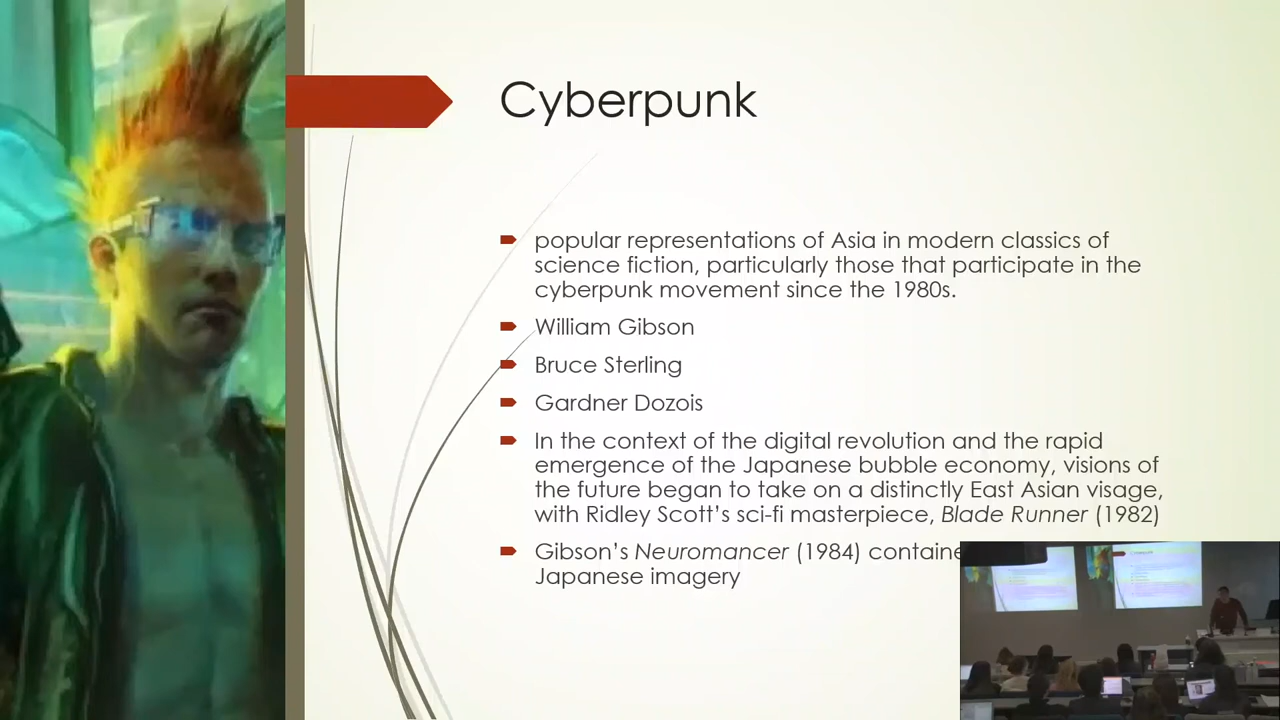 Cyberpunk
popular representations of Asia in modern classics of
science fiction, particularly those that participate in the
cyberpunk movement since the 1980s.
William Gibson
Bruce Sterling
Gardner Dozois
In the context of the digital revolution and the rapid
emergence of the Japanese bubble economy, visions of
the future began to take on a distinctly East Asian visage,
with Ridley Scott’s sci-fi masterpiece, Blade Runner (1982)
Gibson’s Neuromancer (1984)
Japanese imagery
Cyberpunk